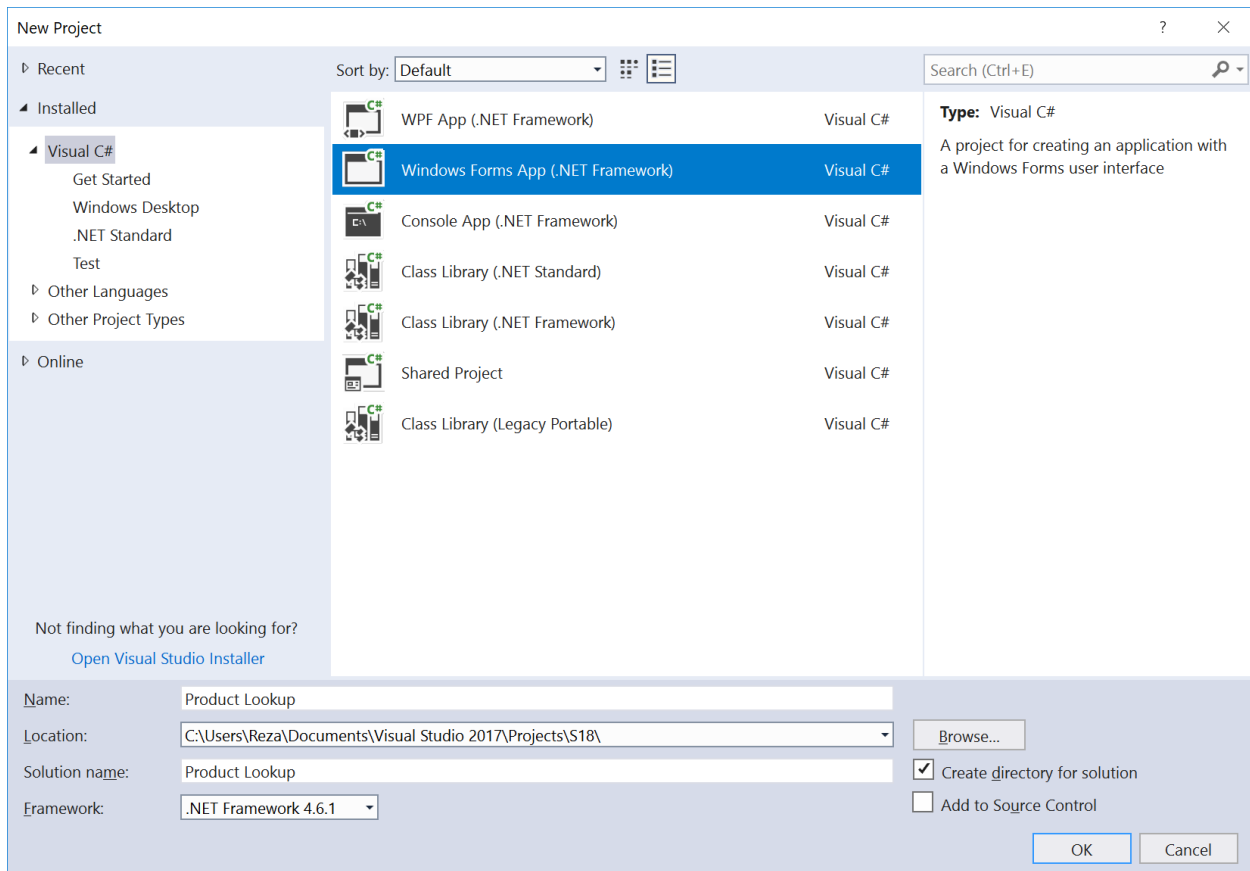 New Project
?
Recent
Installed
Visual C#
Get Started
Windows Desktop
.NET Standard
Test
Other Languages
Other Project Types
Online
Not finding what you are looking for?
Open Visual Studio Installer
Sort by: Default
Search (Ctrl+E)
C# WPF App (.NET Framework) Visual C#
C# Windows Forms App (.NET Framework) Visual C#
C# C:\ Console App (.NET Framework) Visual C#
C# Class Library (.NET Standard) Visual C#
C# Class Library (.NET Framework) Visual C#
C# Shared Project Visual C#
C# Class Library (Legacy Portable) Visual C#
Type: Visual C#
A project for creating an application with
a Windows Forms user interface
Name: Product Lookup
Location: C:\Users\Reza\Documents\Visual Studio 2017\Projects\S18\
Browse...
Solution name: Product Lookup
Create directory for solution
Framework: .NET Framework 4.6.1
Add to Source Control
OK Cancel